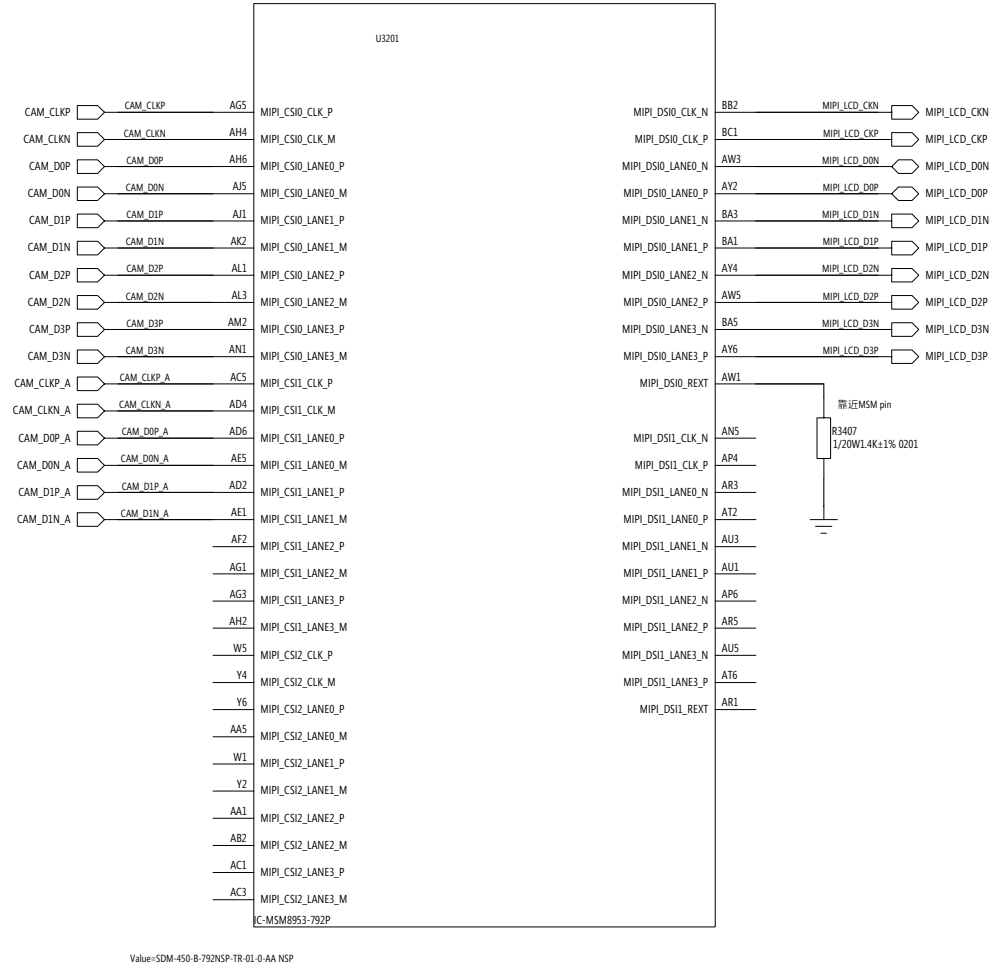 U3201
CAM_CLKP CAM_CLKP AG5 MIPI_CSI0_CLK_P MIPI_DSI0_CLK_N BB2 MIPI_LCD_CKN MIPI_LCD_CKN
CAM_CLKN CAM_CLKN AH4 MIPI_CSI0_CLK_M MIPI_DSI0_CLK_P BC1 MIPI_LCD_CKP MIPI_LCD_CKP
CAM_D0P CAM_D0P AH6 MIPI_CSI0_LANE0_P MIPI_DSI0_LANE0_N AW3 MIPI_LCD_D0N MIPI_LCD_D0N
CAM_D0N CAM_D0N AJ5 MIPI_CSI0_LANE0_M MIPI_DSI0_LANE0_P AY2 MIPI_LCD_D0P MIPI_LCD_D0P
CAM_D1P CAM_D1P AJ1 MIPI_CSI0_LANE1_P MIPI_DSI0_LANE1_N BA3 MIPI_LCD_D1N MIPI_LCD_D1N
CAM_D1N CAM_D1N AK2 MIPI_CSI0_LANE1_M MIPI_DSI0_LANE1_P BA1 MIPI_LCD_D1P MIPI_LCD_D1P
CAM_D2P CAM_D2P AL1 MIPI_CSI0_LANE2_P MIPI_DSI0_LANE2_N AY4 MIPI_LCD_D2N MIPI_LCD_D2N
CAM_D2N CAM_D2N AL3 MIPI_CSI0_LANE2_M MIPI_DSI0_LANE2_P AW5 MIPI_LCD_D2P MIPI_LCD_D2P
CAM_D3P CAM_D3P AM2 MIPI_CSI0_LANE3_P MIPI_DSI0_LANE3_N BA5 MIPI_LCD_D3N MIPI_LCD_D3N
CAM_D3N CAM_D3N AN1 MIPI_CSI0_LANE3_M MIPI_DSI0_LANE3_P AY6 MIPI_LCD_D3P MIPI_LCD_D3P
CAM_CLKP_A CAM_CLKP_A AC5 MIPI_CSI1_CLK_P MIPI_DSI0_REXT AW1
CAM_CLKN_A CAM_CLKN_A AD4 MIPI_CSI1_CLK_M 靠近MSM pin
CAM_D0P_A CAM_D0P_A AD6 MIPI_CSI1_LANE0_P MIPI_DSI1_CLK_N AN5 R3407
1/20W1.4K±1% 0201
CAM_D0N_A CAM_D0N_A AE5 MIPI_CSI1_LANE0_M MIPI_DSI1_CLK_P AP4
CAM_D1P_A CAM_D1P_A AD2 MIPI_CSI1_LANE1_P MIPI_DSI1_LANE0_N AR3
CAM_D1N_A CAM_D1N_A AE1 MIPI_CSI1_LANE1_M MIPI_DSI1_LANE0_P AT2
AF2 MIPI_CSI1_LANE2_P MIPI_DSI1_LANE1_N AU3
AG1 MIPI_CSI1_LANE2_M MIPI_DSI1_LANE1_P AU1
AG3 MIPI_CSI1_LANE3_P MIPI_DSI1_LANE2_N AP6
AH2 MIPI_CSI1_LANE3_M MIPI_DSI1_LANE2_P AR5
W5 MIPI_CSI2_CLK_P MIPI_DSI1_LANE3_N AU5
Y4 MIPI_CSI2_CLK_M MIPI_DSI1_LANE3_P AT6
Y6 MIPI_CSI2_LANE0_P MIPI_DSI1_REXT AR1
AA5 MIPI_CSI2_LANE0_M
W1 MIPI_CSI2_LANE1_P
Y2 MIPI_CSI2_LANE1_M
AA1 MIPI_CSI2_LANE2_P
AB2 MIPI_CSI2_LANE2_M
AC1 MIPI_CSI2_LANE3_P
AC3 MIPI_CSI2_LANE3_M
IC-MSM8953-792P
Value=SDM-450-B-792NSP-TR-01-0-AA NSP